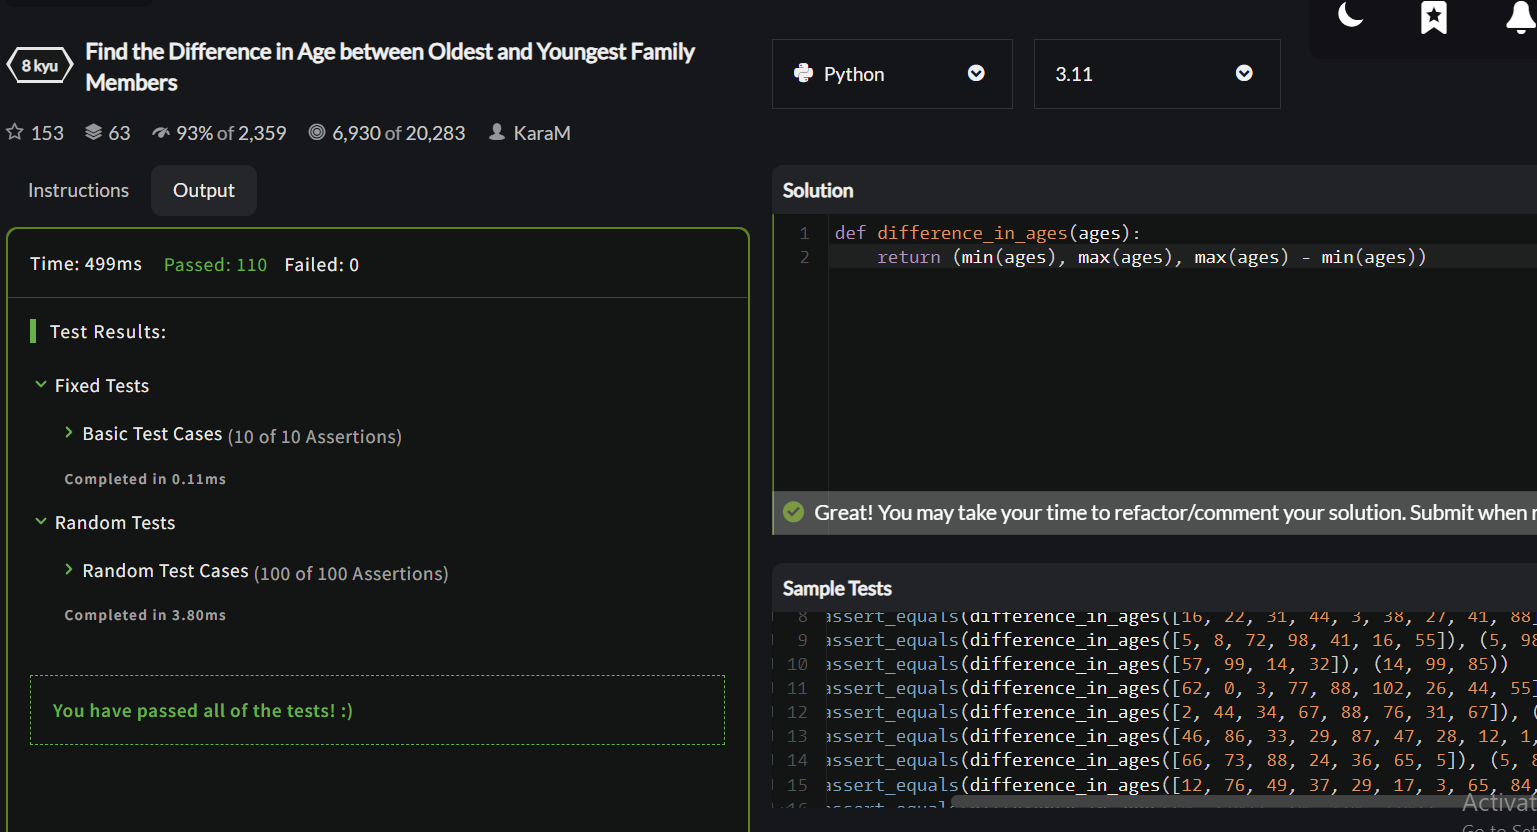 8 kyu
Find the Difference in Age between Oldest and Youngest Family
Members
153 63 93% of 2,359 6,930 of 20,283 KaraM
Instructions Output
Time: 499ms Passed: 110 Failed: 0
Test Results:
Fixed Tests
Basic Test Cases (10 of 10 Assertions)
Completed in 0.11ms
Random Tests
Random Test Cases (100 of 100 Assertions)
Completed in 3.80ms
You have passed all of the tests! :)
Python 3.11
Solution
1 def difference_in_ages(ages):
2 return (min(ages), max(ages), max(ages) - min(ages))
Great! You may take your time to refactor/comment your solution. Submit when
Sample Tests
8 assert_equals(difference_in_ages([16, 22, 31, 44, 3, 38, 27, 41, 88]
9 assert_equals(difference_in_ages([5, 8, 72, 98, 41, 16, 55]), (5, 98
10 assert_equals(difference_in_ages([57, 99, 14, 32]), (14, 99, 85))
11 assert_equals(difference_in_ages([62, 0, 3, 77, 88, 102, 26, 44, 55]
12 assert_equals(difference_in_ages([2, 44, 34, 67, 88, 76, 31, 67]), (
13 assert_equals(difference_in_ages([46, 86, 33, 29, 87, 47, 28, 12, 1,
14 assert_equals(difference_in_ages([66, 73, 88, 24, 36, 65, 5]), (5, 8
15 assert_equals(difference_in_ages([12, 76, 49, 37, 29, 17, 3, 65, 84,
Activat